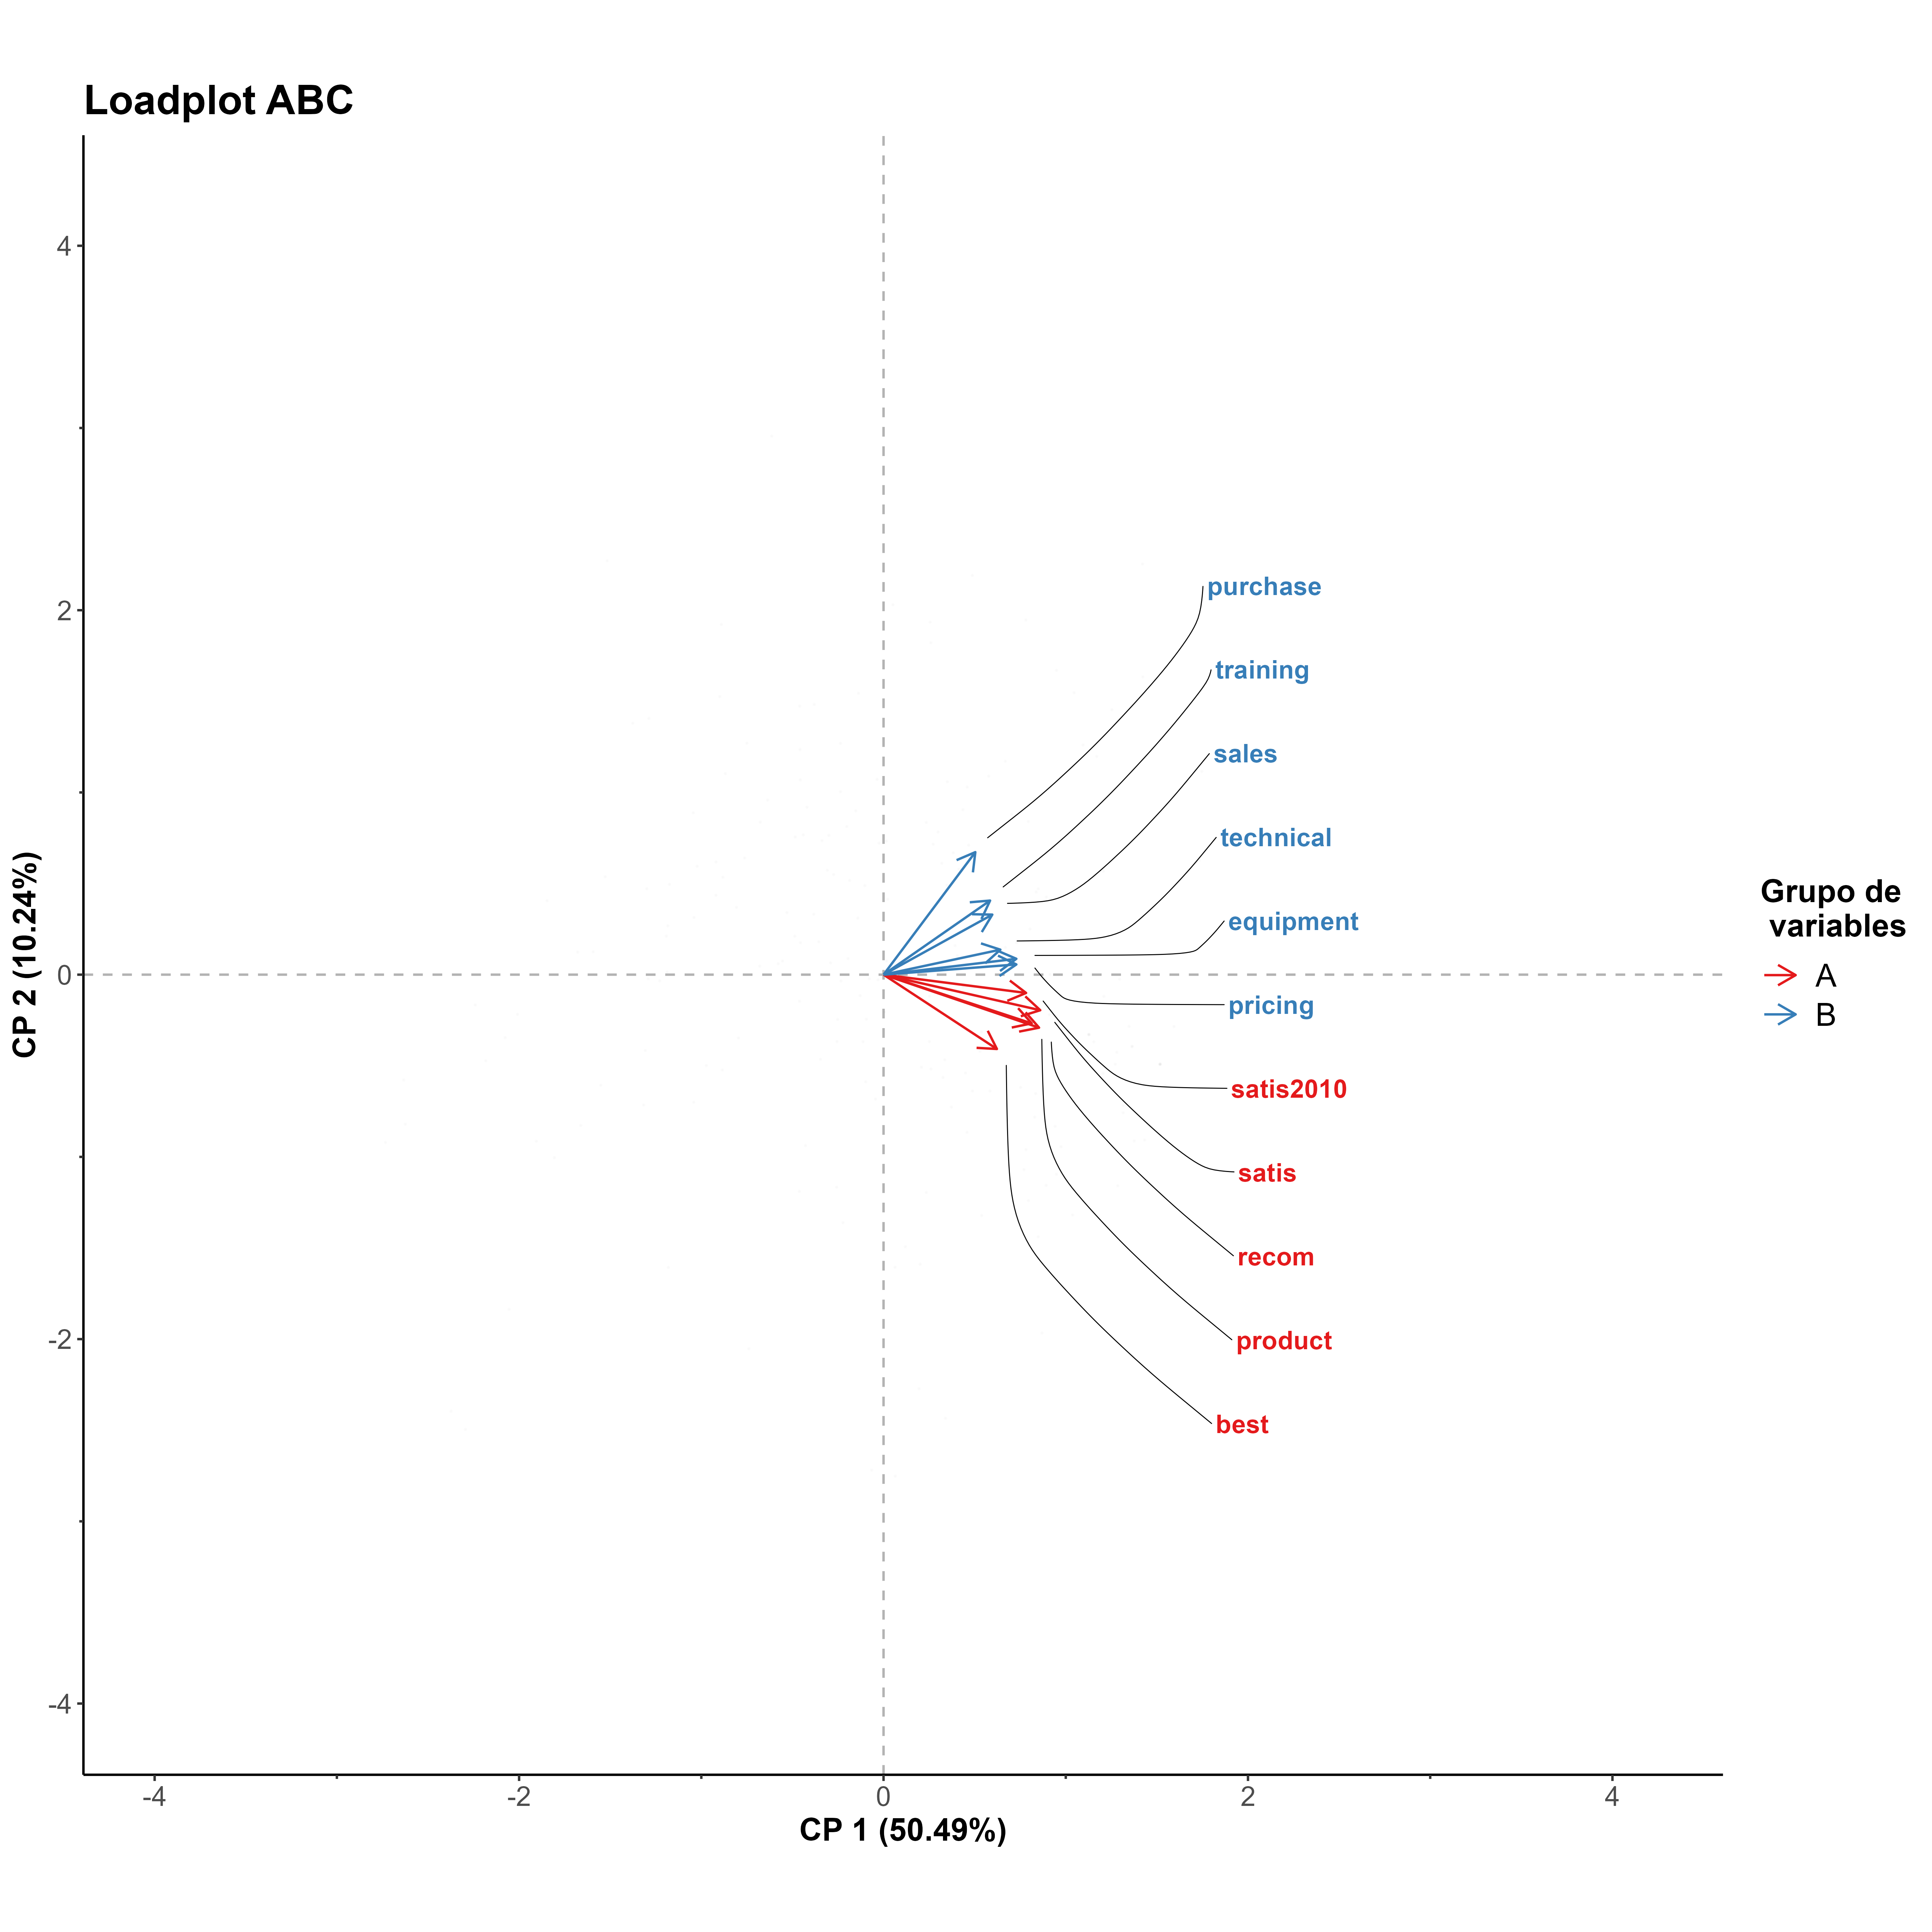 Loadplot ABC
CP 2 (10.24%)
4
2
0
-2
-4
purchase
training
sales
technical
equipment
pricing
satis2010
satis
recom
product
best
Grupo de
variables
A
B
-4
-2
0
2
4
CP 1 (50.49%)